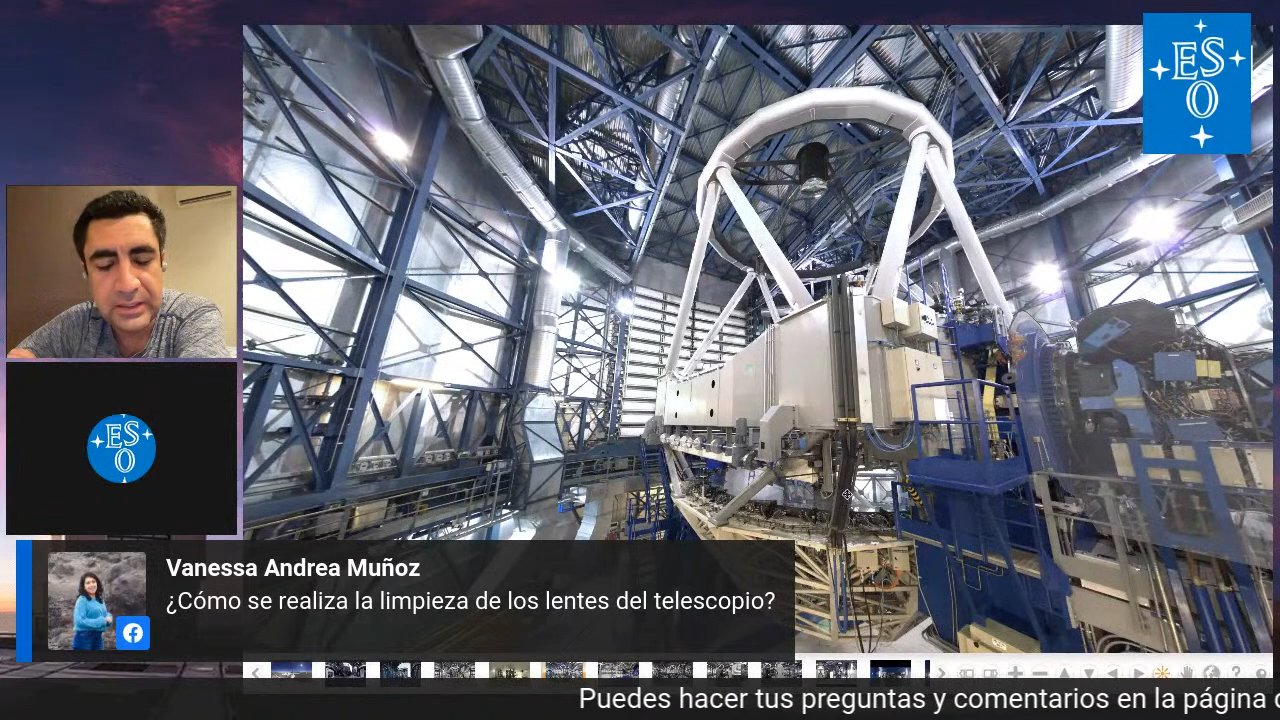 ESO
ESO
Vanessa Andrea Muñoz
¿Cómo se realiza la limpieza de los lentes del telescopio?
Puedes hacer tus preguntas y comentarios en la página